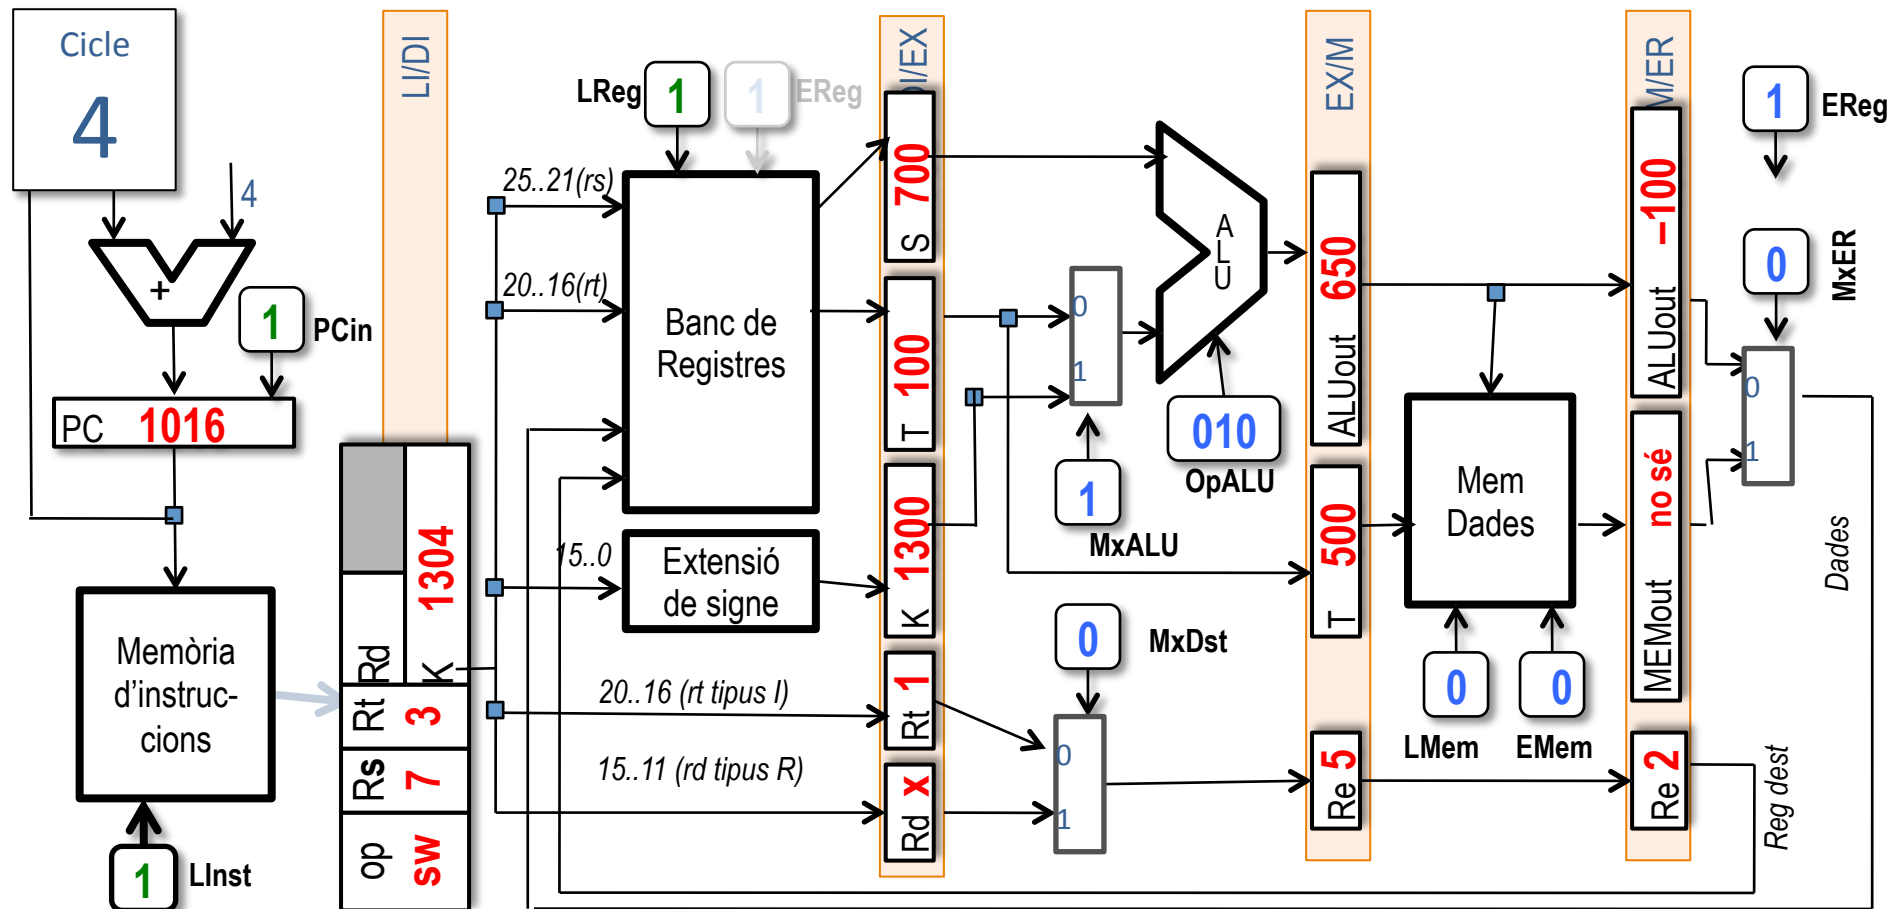 Cicle
4
4
+
1
PCin
PC 1016
Memòria
d'instruc-
cions
1
LInst
LI/DI
Rd
K 1304
Rt 3
Rs 7
op sw
LReg 1
1 EReg
25..21(rs)
20..16(rt)
Banc de
Registres
15..0
Extensió
de signe
20..16 (rt tipus I)
15..11 (rd tipus R)
DI/EX
S 700
T 100
K 1300
Rt 1
Rd x
0
1
1
MxALU
ALU
010
OpALU
0
MxDst
0
1
EX/M
ALUout 650
T 500
Re 5
Mem
Dades
0
LMem
0
EMem
M/ER
ALUout –100
MEMout no sé
Re 2
1
EReg
0
MxER
0
1
Dades
Reg dest